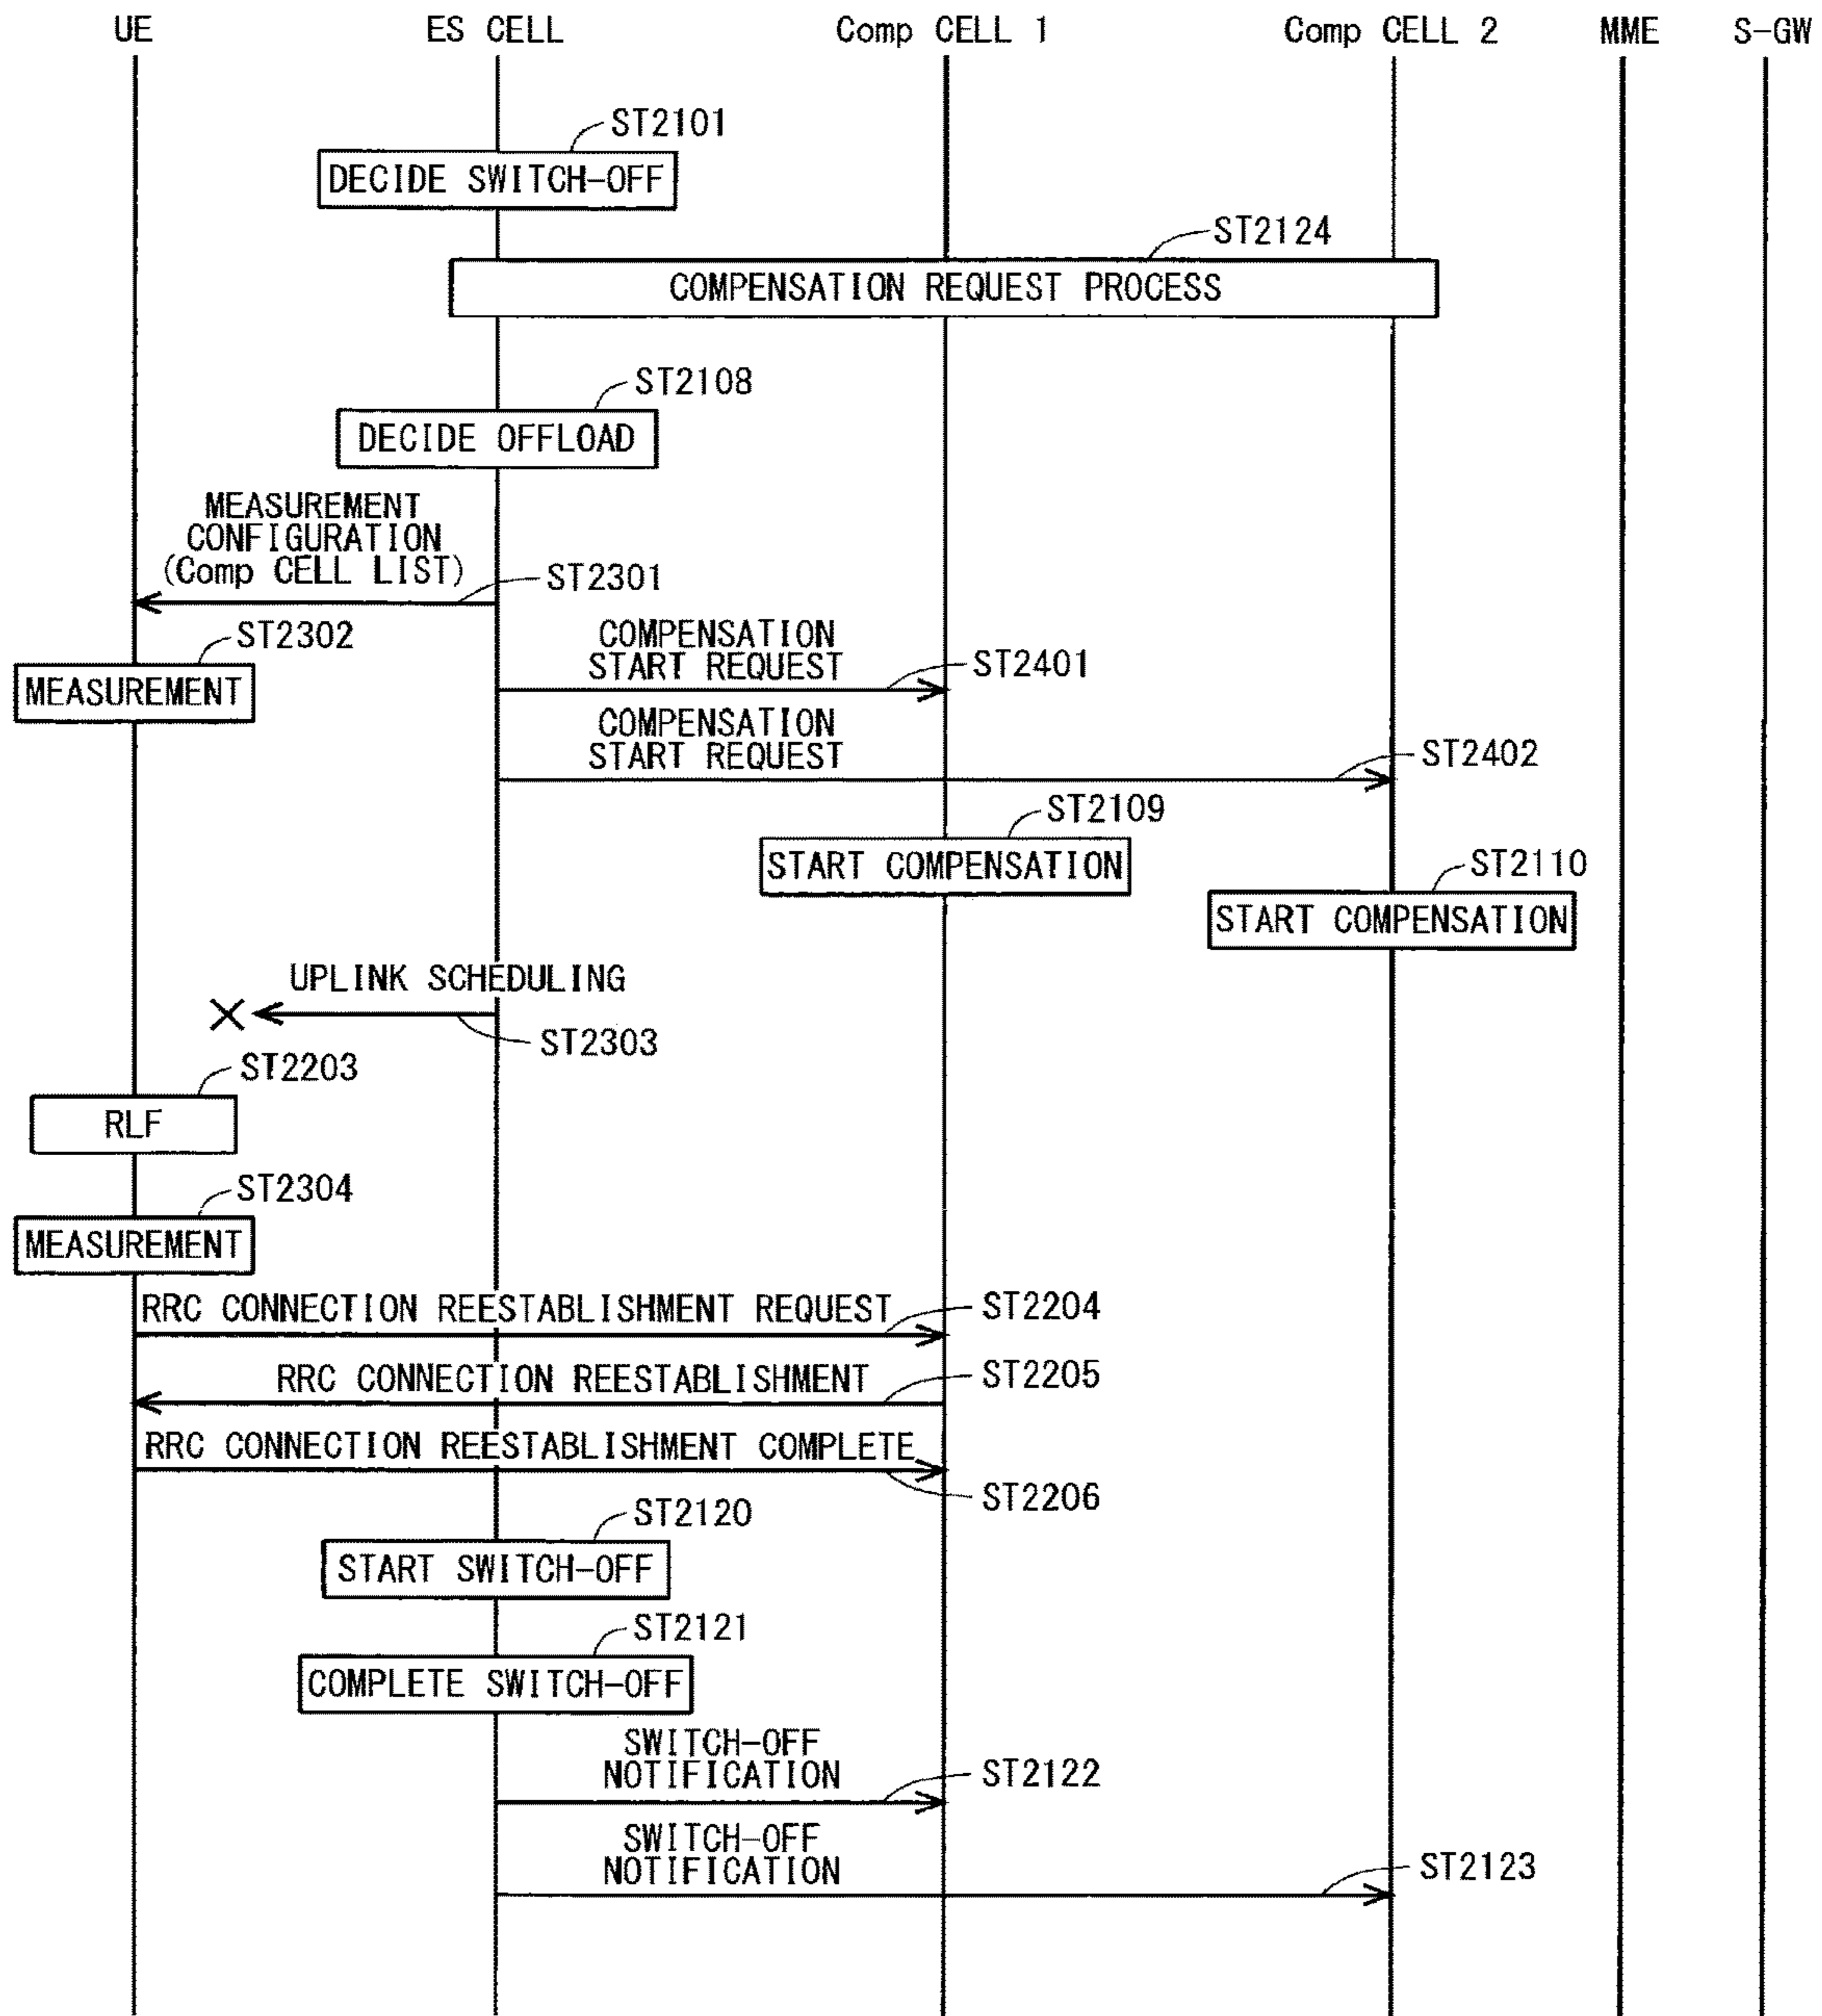 UE
ES CELL
Comp CELL 1
Comp CELL 2
MME
S-GW
ST2101
DECIDE SWITCH-OFF
ST2124
COMPENSATION REQUEST PROCESS
ST2108
DECIDE OFFLOAD
MEASUREMENT
CONFIGURATION
(Comp CELL LIST)
ST2301
ST2302
MEASUREMENT
COMPENSATION
START REQUEST
ST2401
COMPENSATION
START REQUEST
ST2402
ST2109
START COMPENSATION
ST2110
START COMPENSATION
UPLINK SCHEDULING
ST2303
ST2203
RLF
ST2304
MEASUREMENT
RRC CONNECTION REESTABLISHMENT REQUEST
ST2204
RRC CONNECTION REESTABLISHMENT
ST2205
RRC CONNECTION REESTABLISHMENT COMPLETE
ST2206
ST2120
START SWITCH-OFF
ST2121
COMPLETE SWITCH-OFF
SWITCH-OFF
NOTIFICATION
ST2122
SWITCH-OFF
NOTIFICATION
ST2123